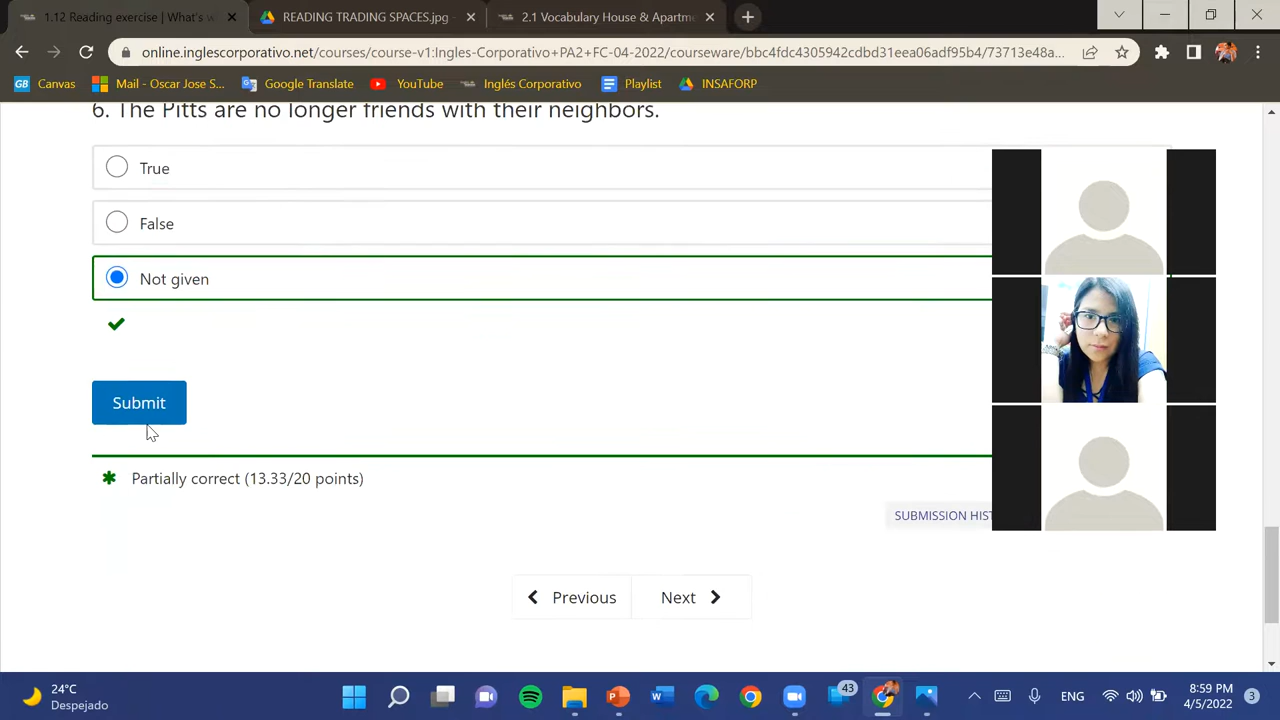 1.12 Reading exercise | What's w
READING TRADING SPACES.jpg -
2.1 Vocabulary House & Apartme
online.inglescorporativo.net/courses/course-v1:Ingles-Corporativo+PA2+FC-04-2022/courseware/bbc4fdc4305942cdbd31eea06adf95b4/73713e48a...
GB Canvas
Mail - Oscar Jose S...
Google Translate
YouTube
Inglés Corporativo
Playlist
INSAFORP
6. The Pitts are no longer friends with their neighbors.
True
False
Not given
Submit
Partially correct (13.33/20 points)
SUBMISSION HIST
Previous
Next
24°C
Despejado
43
ENG
8:59 PM
4/5/2022
3